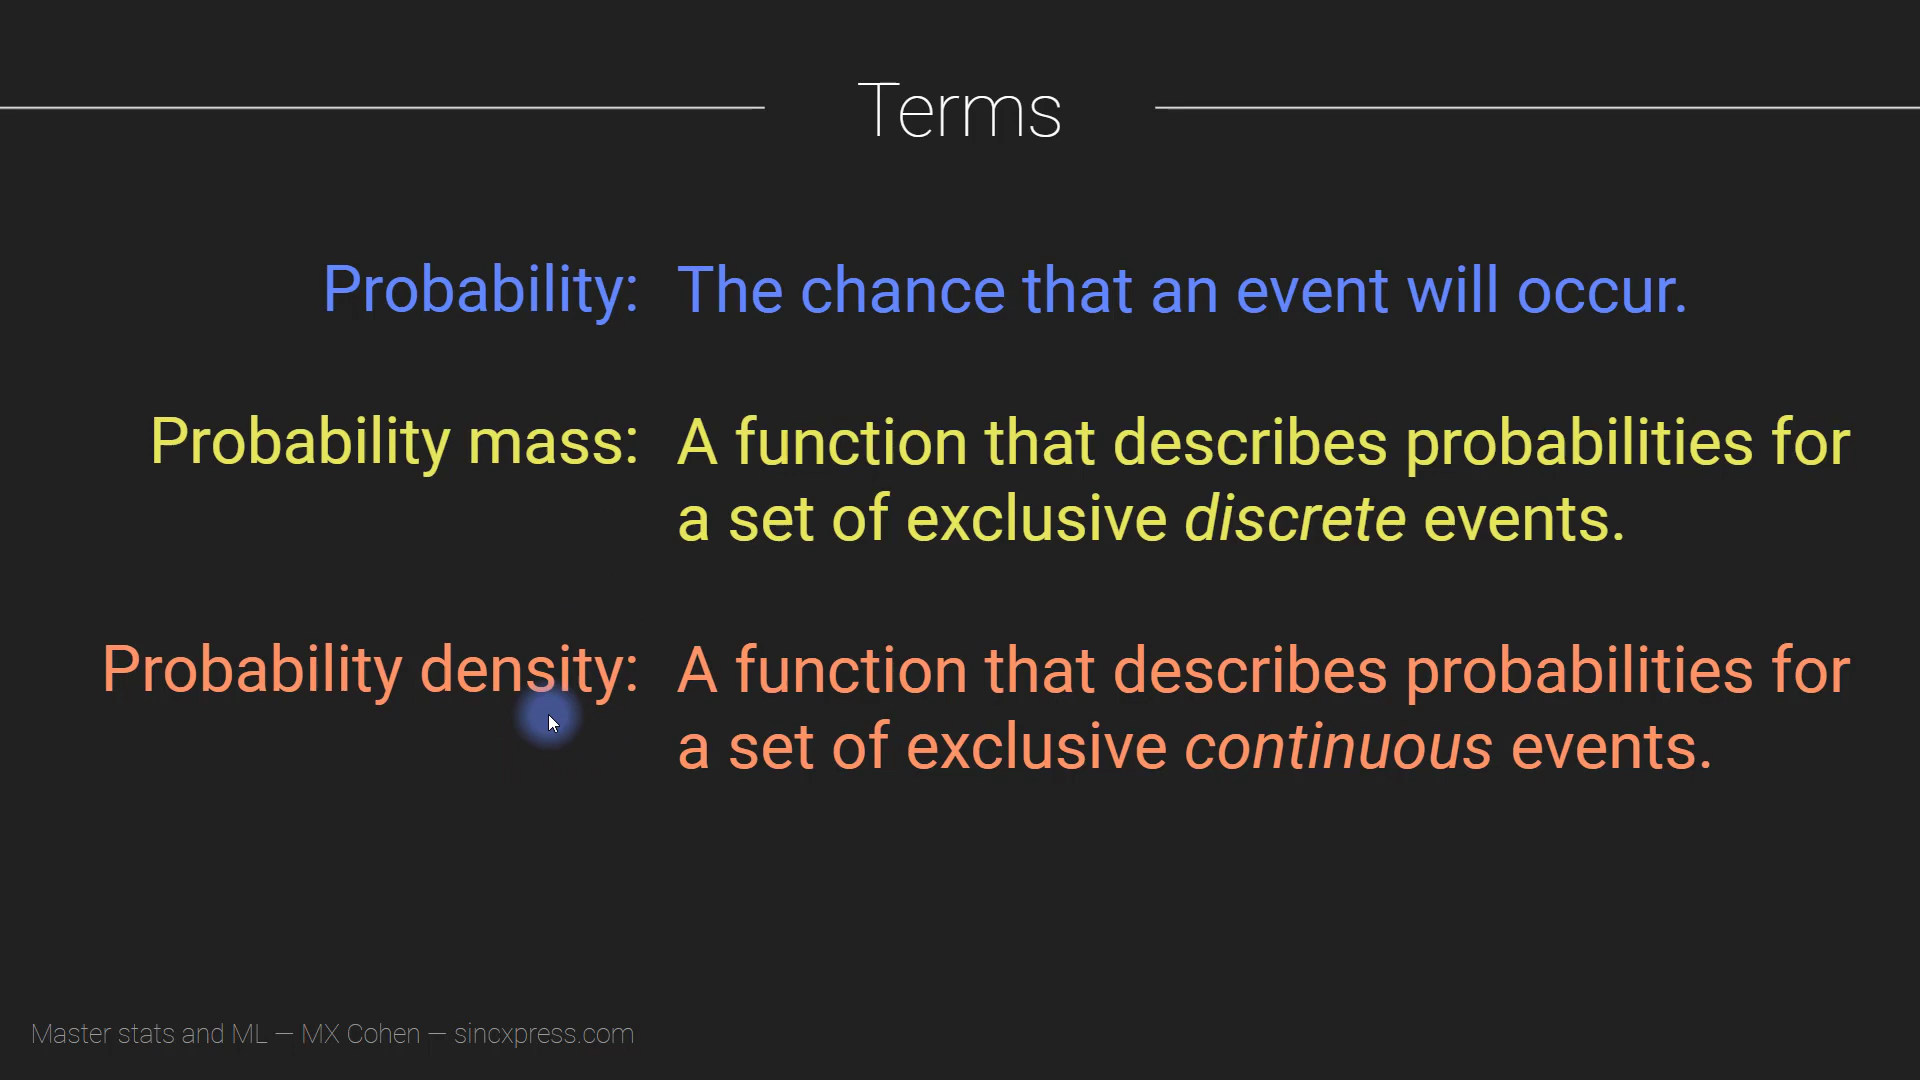 Terms
Probability: The chance that an event will occur.
Probability mass: A function that describes probabilities for
a set of exclusive discrete events.
Probability density: A function that describes probabilities for
a set of exclusive continuous events.
Master stats and ML — MX Cohen — sincxpress.com